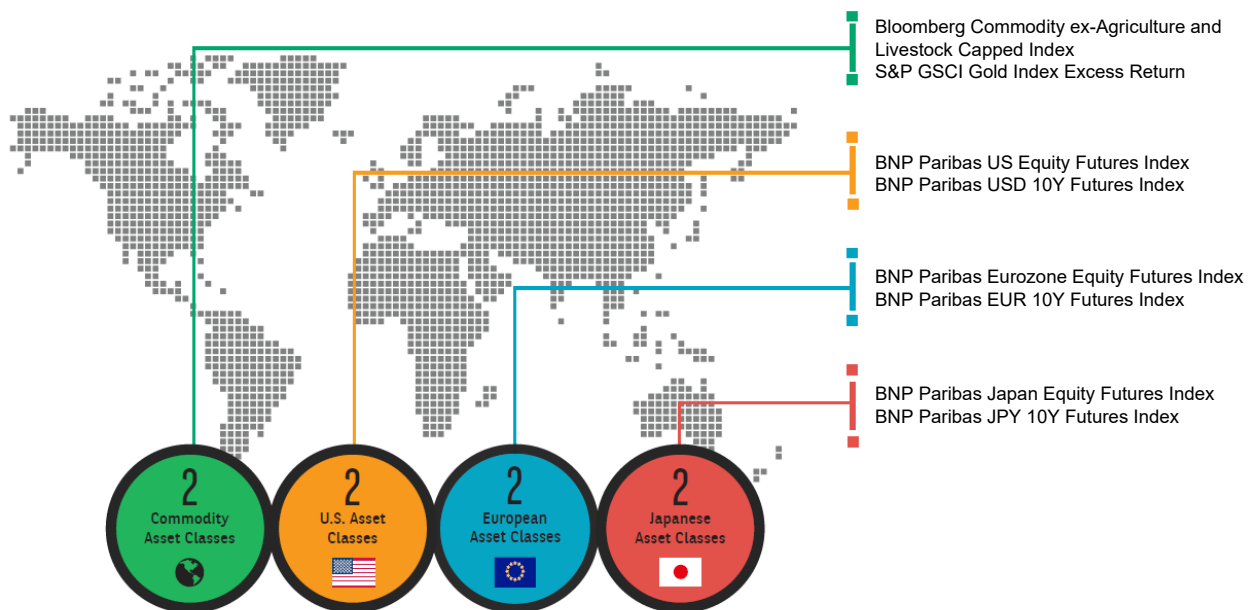 Bloomberg Commodity ex-Agriculture and
Livestock Capped Index
S&P GSCI Gold Index Excess Return
BNP Paribas US Equity Futures Index
BNP Paribas USD 10Y Futures Index
BNP Paribas Eurozone Equity Futures Index
BNP Paribas EUR 10Y Futures Index
BNP Paribas Japan Equity Futures Index
BNP Paribas JPY 10Y Futures Index
2
Commodity
Asset Classes
2
U.S. Asset
Classes
2
European
Asset Classes
2
Japanese
Asset Classes